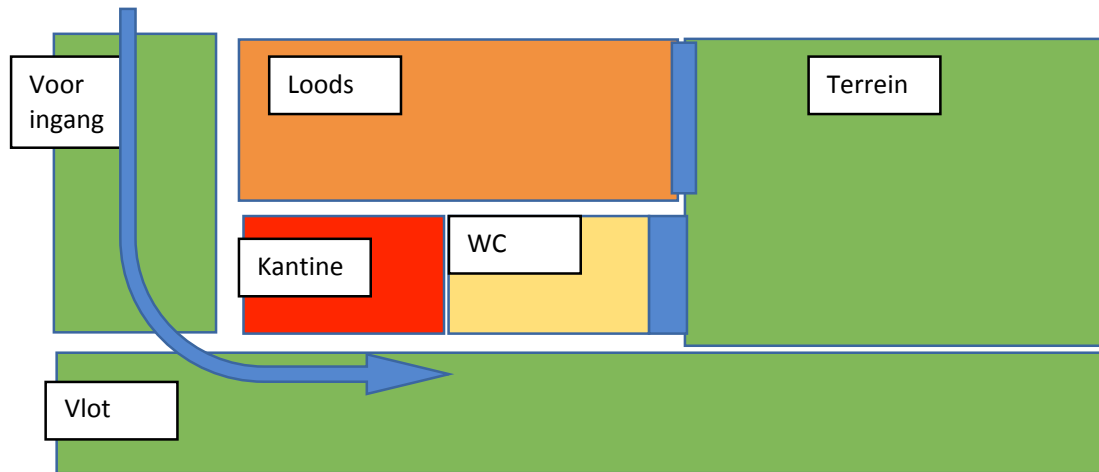 Voor
ingang
Loods
Terrein
Kantine
WC
Vlot